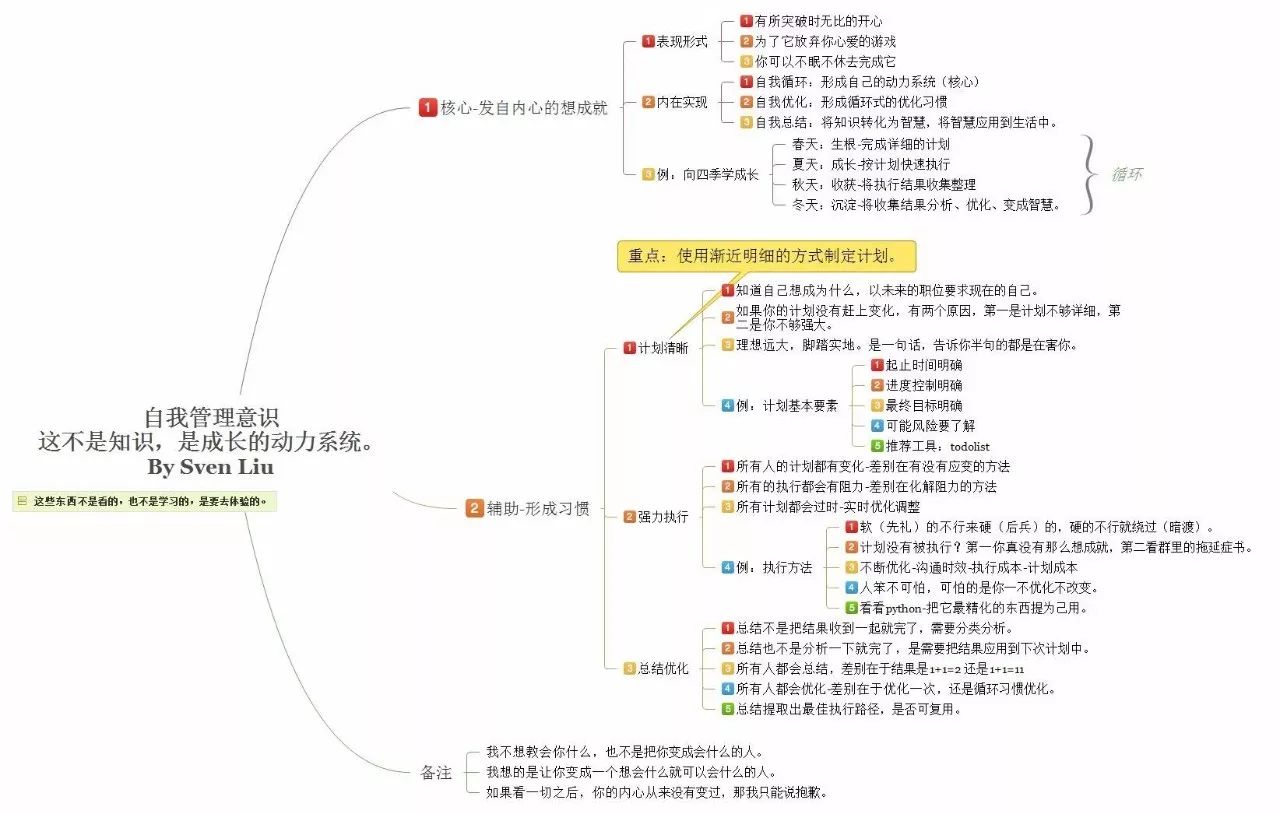 自我管理意识
这不是知识，是成长的动力系统。
By Sven Liu
这些东西不是看的，也不是学习的，是要去体验的。
1 核心-发自内心的想成就
1 表现形式
1 有所突破时无比的开心
2 为了它放弃你心爱的游戏
3 你可以不眠不休去完成它
2 内在实现
1 自我循环：形成自己的动力系统（核心）
2 自我优化：形成循环式的优化习惯
3 自我总结：将知识转化为智慧，将智慧应用到生活中。
3 例：向四季学成长
春天：生根-完成详细的计划
夏天：成长-按计划快速执行
秋天：收获-将执行结果收集整理
冬天：沉淀-将收集结果分析、优化、变成智慧。
循环
2 辅助-形成习惯
重点：使用渐近明细的方式制定计划。
1 计划清晰
1 知道自己想成为什么，以未来的职位要求现在的自己。
2 如果你的计划没有赶上变化，有两个原因，第一是计划不够详细，第
二是你不够强大。
3 理想远大，脚踏实地。是一句话，告诉你半句的都是在害你。
4 例：计划基本要素
1 起止时间明确
2 进度控制明确
3 最终目标明确
4 可能风险要了解
5 推荐工具：todolist
2 强力执行
1 所有人的计划都有变化-差别在有没有应变的方法
2 所有的执行都会有阻力-差别在化解阻力的方法
3 所有计划都会过时-实时优化调整
4 例：执行方法
1 软（先礼）的不行来硬（后兵）的，硬的不行就绕过（暗渡）。
2 计划没有被执行？第一你真没有那么想成就，第二看群里的拖延症书。
3 不断优化-沟通时效-执行成本-计划成本
4 人笨不可怕，可怕的是你一不优化不改变。
5 看看python-把它最精化的东西提为己用。
3 总结优化
1 总结不是把结果收到一起就完了，需要分类分析。
2 总结也不是分析一下就完了，是需要把结果应用到下次计划中。
3 所有人都会总结，差别在于结果是1+1=2 还是1+1=11
4 所有人都会优化-差别在于优化一次，还是循环习惯优化。
5 总结提取出最佳执行路径，是否可复用。
备注
我不想教会你什么，也不是把你变成会什么的人。
我想的是让你变成一个想会什么就可以会什么的人。
如果看一切之后，你的内心从来没有变过，那我只能说抱歉。